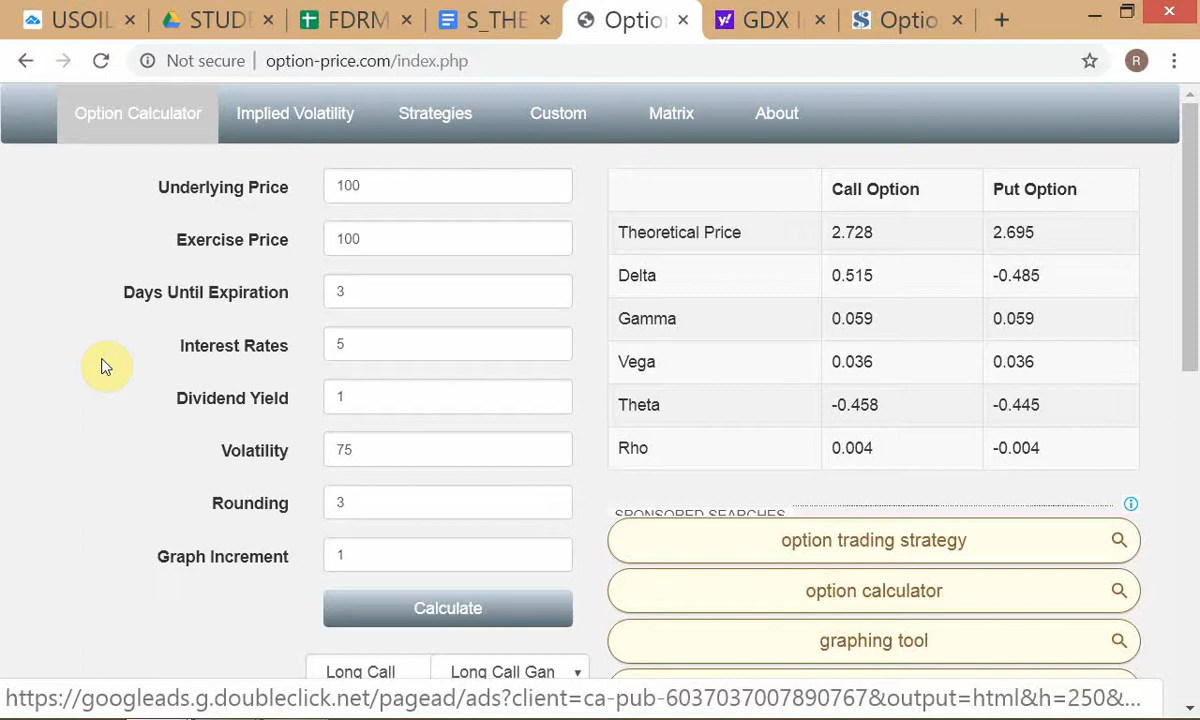 USOIL
STUD
FDRM
S_THE
Optio
GDX I
Optio
Not secure | option-price.com/index.php
R
Option Calculator Implied Volatility Strategies Custom Matrix About
Underlying Price 100
Exercise Price 100
Days Until Expiration 3
Interest Rates 5
Dividend Yield 1
Volatility 75
Rounding 3
Graph Increment 1
Calculate
Long Call Long Call Gan
Call Option Put Option
Theoretical Price 2.728 2.695
Delta 0.515 -0.485
Gamma 0.059 0.059
Vega 0.036 0.036
Theta -0.458 -0.445
Rho 0.004 -0.004
SPONSORED SEARCHES
option trading strategy
option calculator
graphing tool
https://googleads.g.doubleclick.net/pagead/ads?client=ca-pub-6037037007890767&output=html&h=250&...